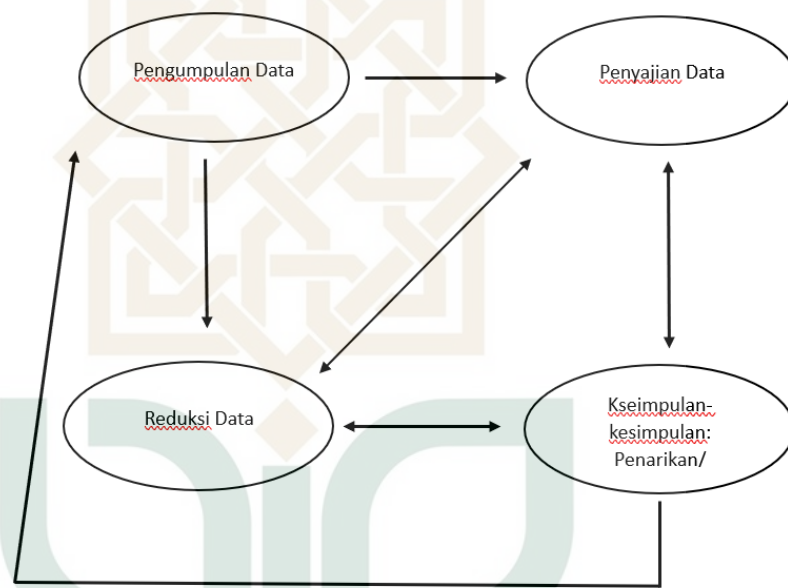 Pengumpulan Data
Penyajian Data
Reduksi Data
Kseimpulan-
kesimpulan:
Penarikan/